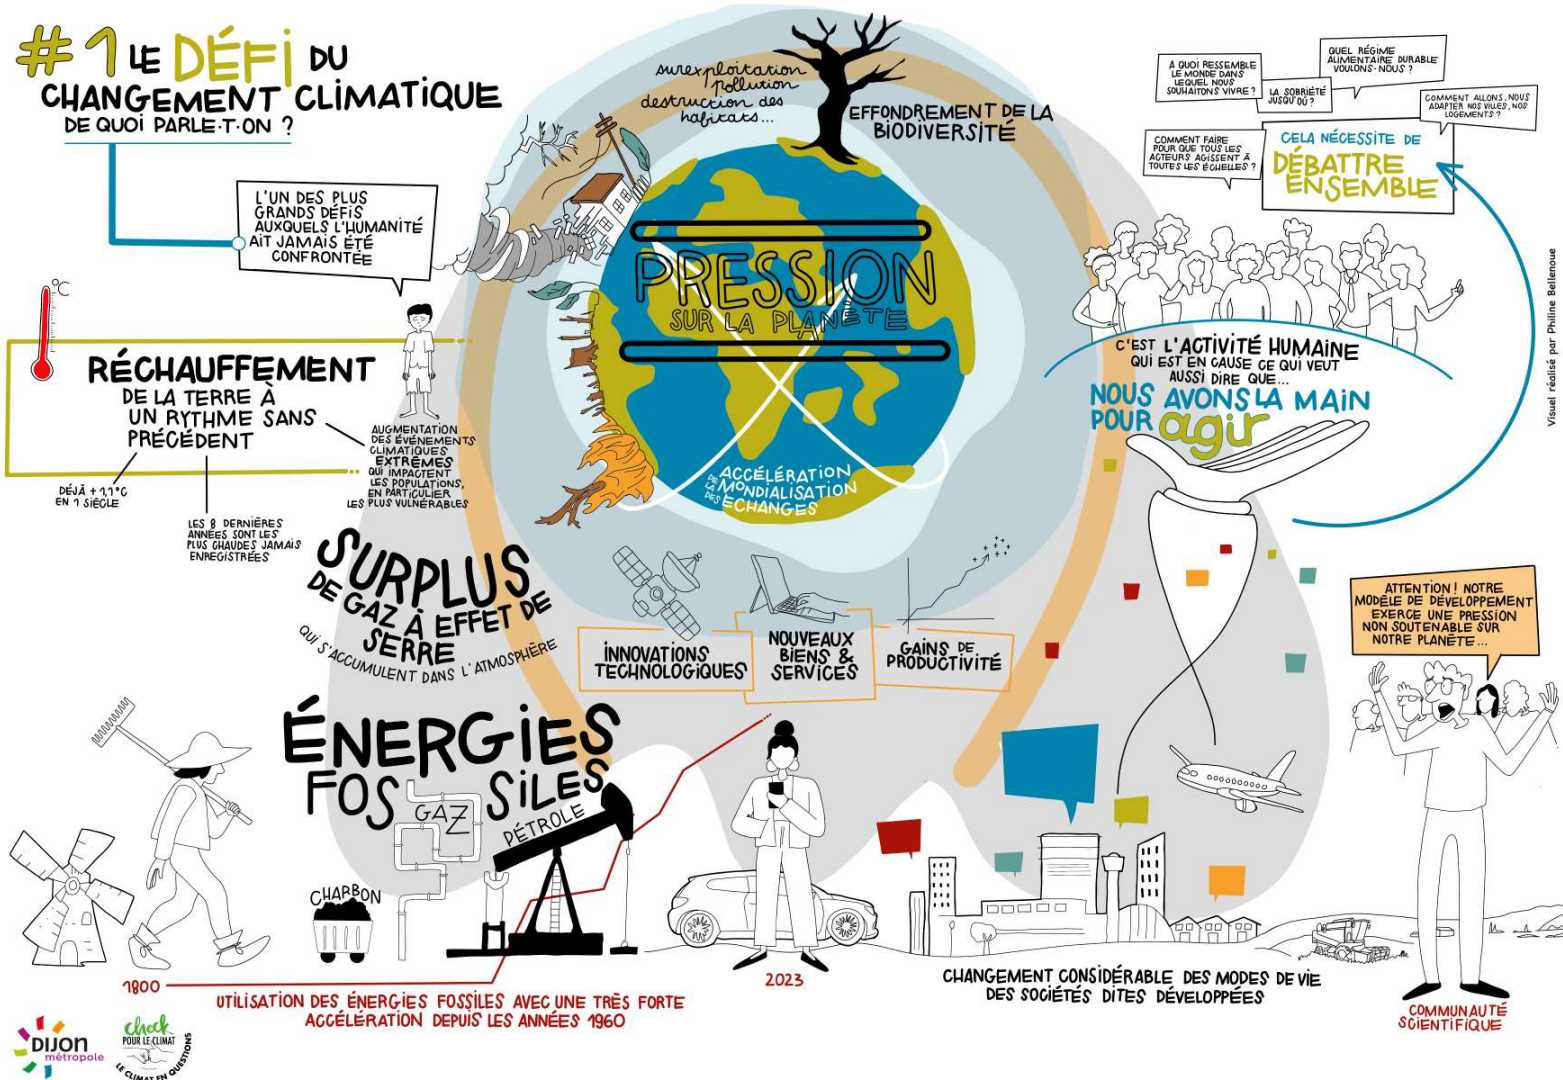 #1 LE DÉFI DU
CHANGEMENT CLIMATIQUE
DE QUOI PARLE·T·ON ?
L'UN DES PLUS
GRANDS DÉFIS
AUXQUELS L'HUMANITÉ
AIT JAMAIS ÉTÉ
CONFRONTÉE
°C
RÉCHAUFFEMENT
DE LA TERRE À
UN RYTHME SANS
PRÉCÉDENT
DÉJÀ + 1,1°C
EN 1 SIÈCLE
LES 8 DERNIÈRES
ANNÉES SONT LES
PLUS CHAUDES JAMAIS
ENREGISTRÉES
AUGMENTATION
DES ÉVÉNEMENTS
CLIMATIQUES
EXTRÊMES
QUI IMPACTENT
LES POPULATIONS,
EN PARTICULIER
LES PLUS VULNÉRABLES
SURPLUS
DE GAZ À EFFET DE
SERRE
QUI S'ACCUMULENT DANS L'ATMOSPHÈRE
ÉNERGIES
FOSSILES
GAZ
PÉTROLE
CHARBON
surexploitation
pollution
destruction des
habitats...
EFFONDREMENT DE LA
BIODIVERSITÉ
PRESSION
SUR LA PLANÈTE
ACCÉLÉRATION
DE LA MONDIALISATION
DES ÉCHANGES
INNOVATIONS
TECHNOLOGIQUES
NOUVEAUX
BIENS &
SERVICES
GAINS DE
PRODUCTIVITÉ
A QUOI RESSEMBLE
LE MONDE DANS
LEQUEL NOUS
SOUHAITONS VIVRE ?
LA SOBRIÉTÉ
JUSQU'OÙ ?
QUEL RÉGIME
ALIMENTAIRE DURABLE
VOULONS-NOUS ?
COMMENT ALLONS-NOUS
ADAPTER NOS VILLES, NOS
LOGEMENTS ?
COMMENT FAIRE
POUR QUE TOUS LES
ACTEURS AGISSENT À
TOUTES LES ÉCHELLES ?
CELA NÉCESSITE DE
DÉBATTRE
ENSEMBLE
C'EST L'ACTIVITÉ HUMAINE
QUI EST EN CAUSE CE QUI VEUT
AUSSI DIRE QUE...
NOUS AVONS LA MAIN
POUR agir
Visuel réalisé par Philine Bellenoue
ATTENTION ! NOTRE
MODÈLE DE DÉVELOPPEMENT
EXERCE UNE PRESSION
NON SOUTENABLE SUR
NOTRE PLANÈTE...
COMMUNAUTÉ
SCIENTIFIQUE
1800
UTILISATION DES ÉNERGIES FOSSILES AVEC UNE TRÈS FORTE
ACCÉLÉRATION DEPUIS LES ANNÉES 1960
2023
CHANGEMENT CONSIDÉRABLE DES MODES DE VIE
DES SOCIÉTÉS DITES DÉVELOPPÉES
DIJON
métropole
check
POUR LE CLIMAT
LE CLIMAT EN QUESTIONS